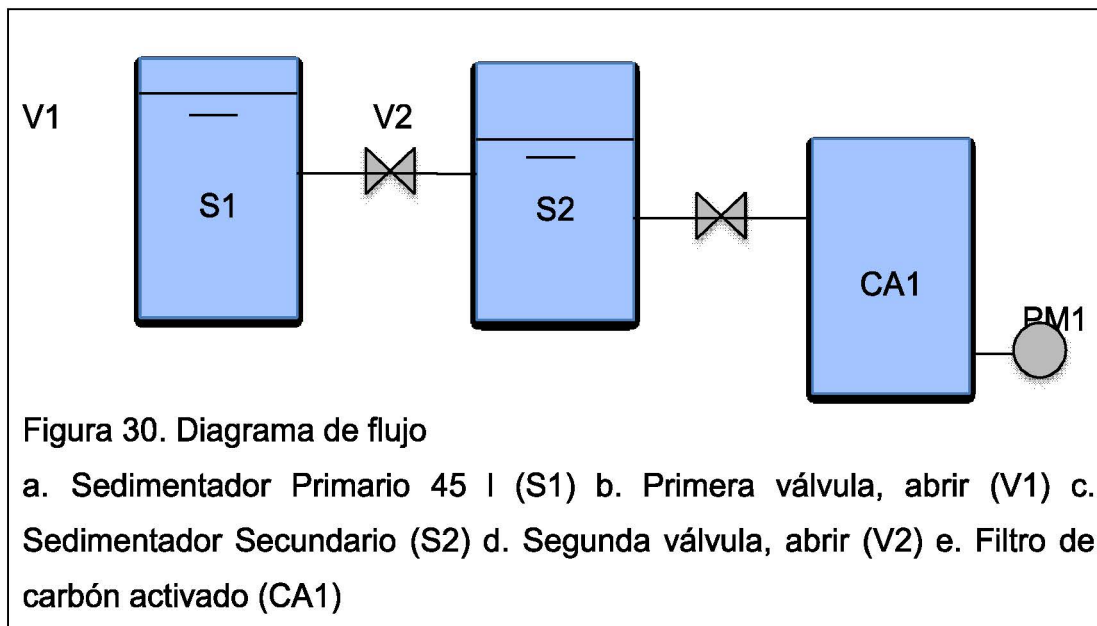 V1
V2
S1
S2
CA1
PM1
Figura 30. Diagrama de flujo
a. Sedimentador Primario 45 l (S1) b. Primera válvula, abrir (V1) c.
Sedimentador Secundario (S2) d. Segunda válvula, abrir (V2) e. Filtro de
carbón activado (CA1)